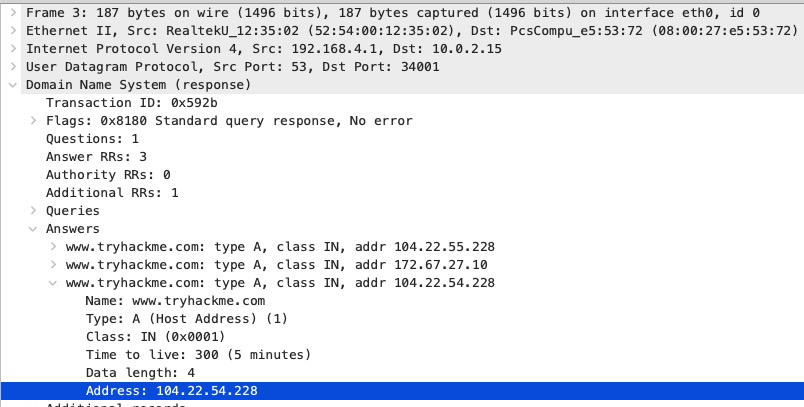 Frame 3: 187 bytes on wire (1496 bits), 187 bytes captured (1496 bits) on interface eth0, id 0
Ethernet II, Src: RealtekU_12:35:02 (52:54:00:12:35:02), Dst: PcsCompu_e5:53:72 (08:00:27:e5:53:72)
Internet Protocol Version 4, Src: 192.168.4.1, Dst: 10.0.2.15
User Datagram Protocol, Src Port: 53, Dst Port: 34001
Domain Name System (response)
Transaction ID: 0x592b
Flags: 0x8180 Standard query response, No error
Questions: 1
Answer RRs: 3
Authority RRs: 0
Additional RRs: 1
Queries
Answers
www.tryhackme.com: type A, class IN, addr 104.22.55.228
www.tryhackme.com: type A, class IN, addr 172.67.27.10
www.tryhackme.com: type A, class IN, addr 104.22.54.228
Name: www.tryhackme.com
Type: A (Host Address) (1)
Class: IN (0x0001)
Time to live: 300 (5 minutes)
Data length: 4
Address: 104.22.54.228
Additional records